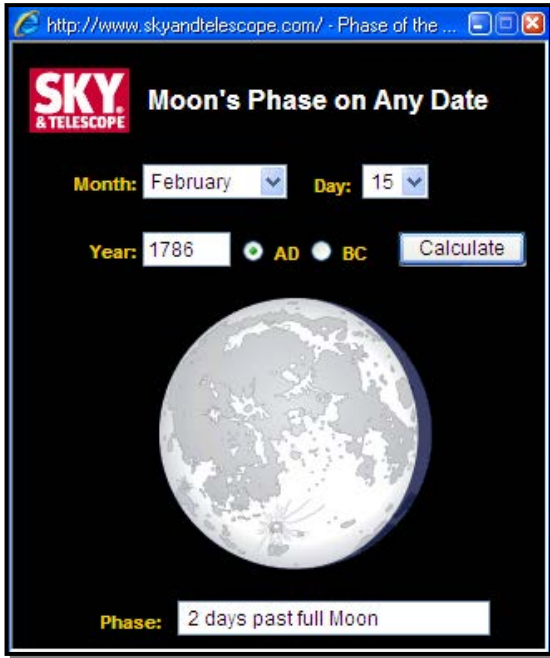 http://www.skyandtelescope.com/ - Phase of the ...
SKY
& TELESCOPE
Moon's Phase on Any Date
Month: February Day: 15
Year: 1786 AD BC Calculate
Phase: 2 days past full Moon